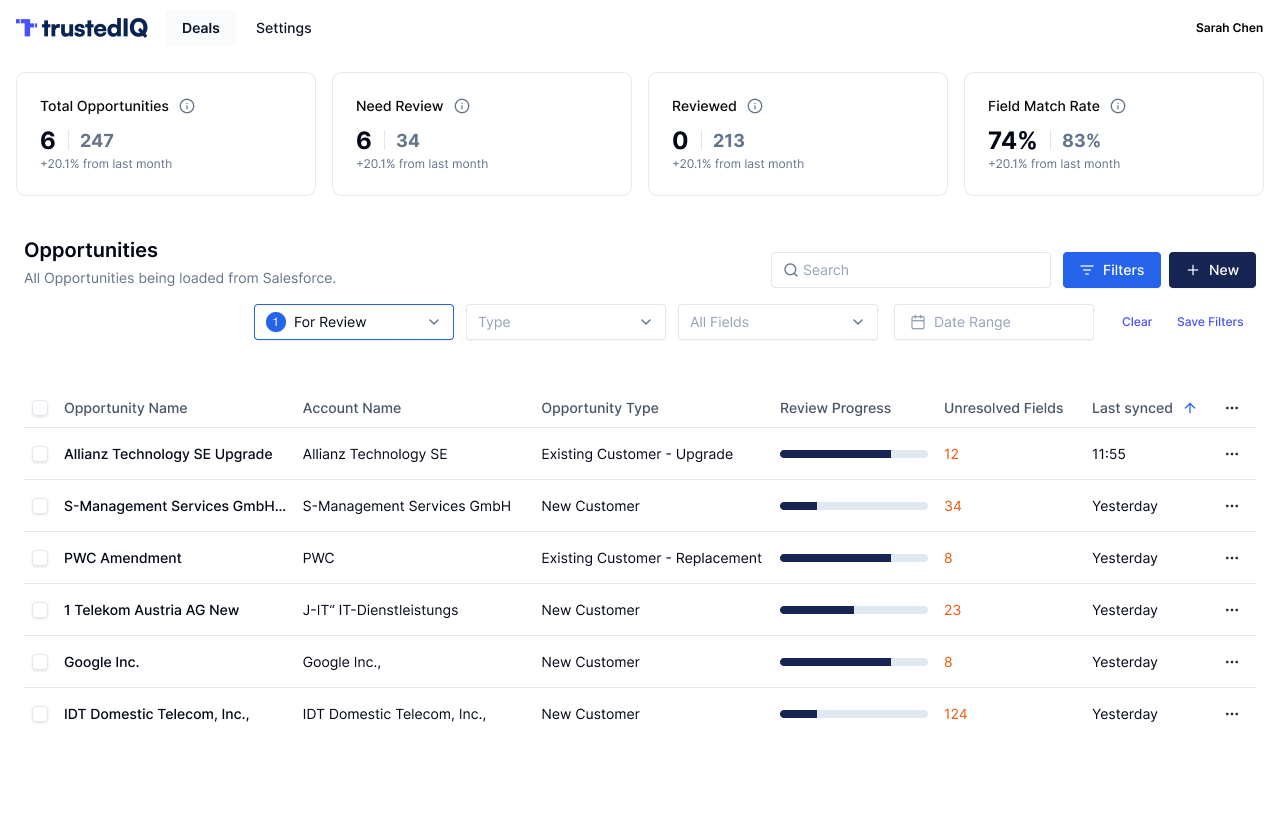 trustedIQ Deals Settings Sarah Chen
Total Opportunities Need Review Reviewed Field Match Rate
6 247 6 34 0 213 74% 83%
+20.1% from last month +20.1% from last month +20.1% from last month +20.1% from last month
Opportunities
All Opportunities being loaded from Salesforce.
Search Filters New
1 For Review Type All Fields Date Range Clear Save Filters
Opportunity Name Account Name Opportunity Type Review Progress Unresolved Fields Last synced
Allianz Technology SE Upgrade Allianz Technology SE Existing Customer - Upgrade 12 11:55
S-Management Services GmbH... S-Management Services GmbH New Customer 34 Yesterday
PWC Amendment PWC Existing Customer - Replacement 8 Yesterday
1 Telekom Austria AG New J-IT“ IT-Dienstleistungs New Customer 23 Yesterday
Google Inc. Google Inc., New Customer 8 Yesterday
IDT Domestic Telecom, Inc., IDT Domestic Telecom, Inc., New Customer 124 Yesterday